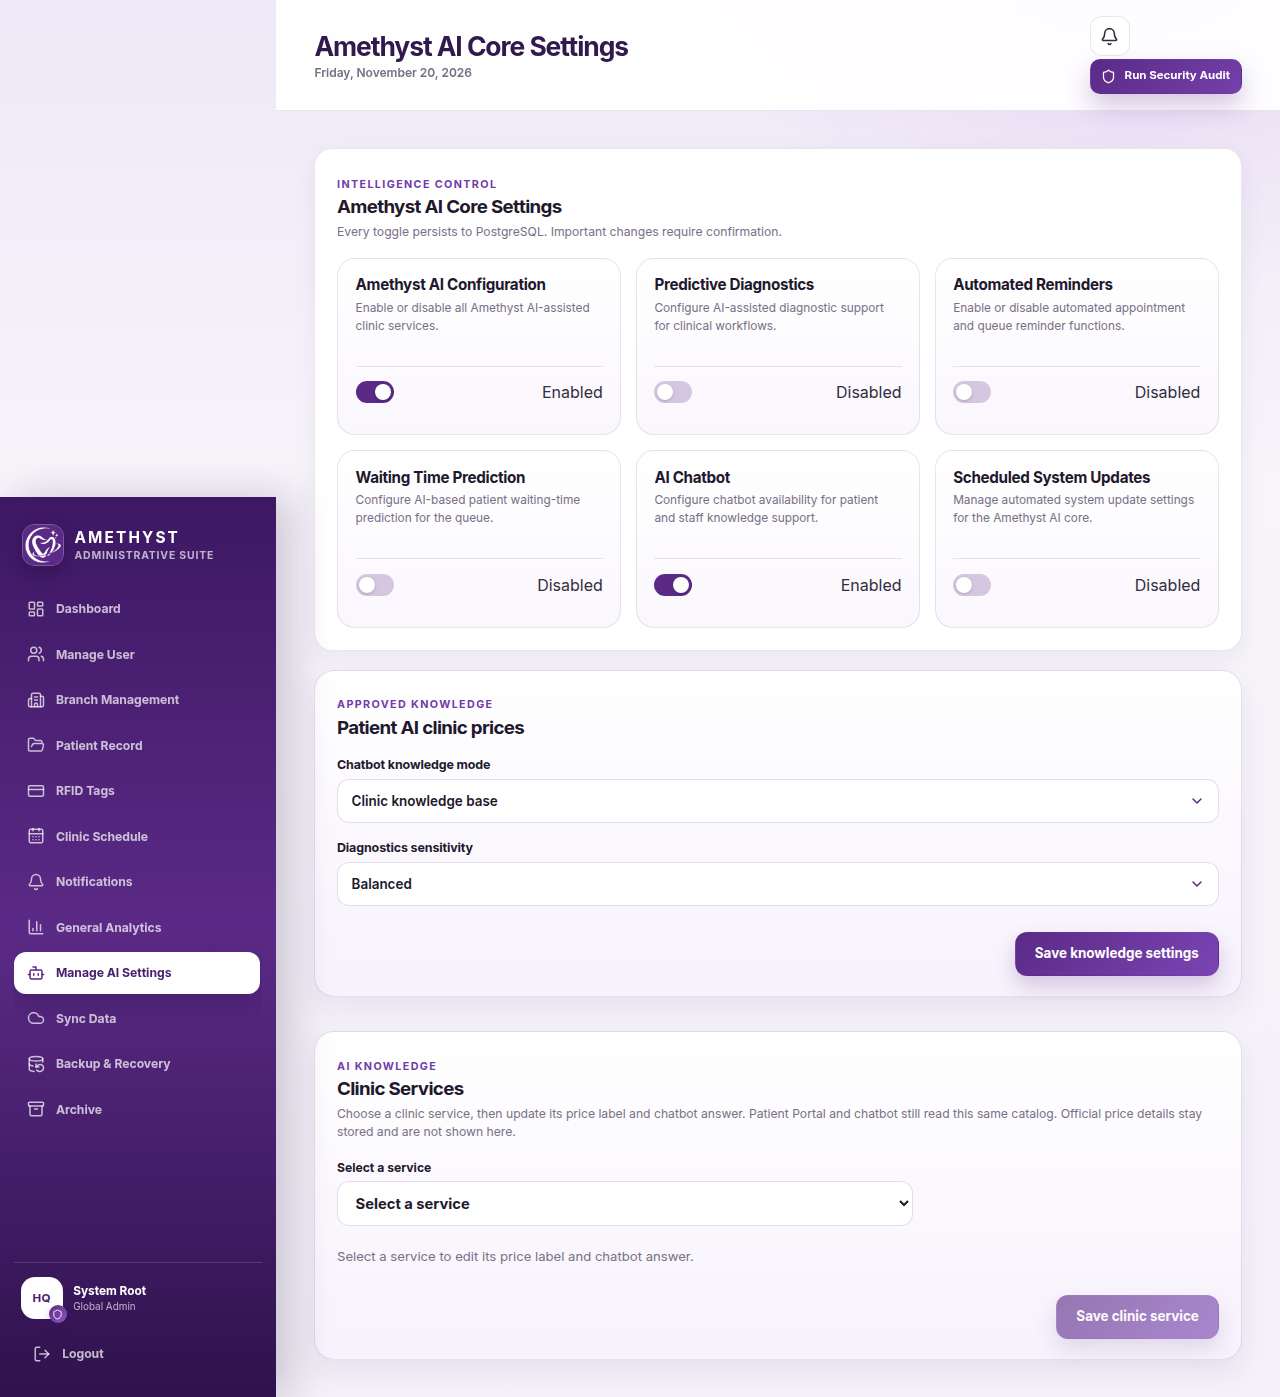 Amethyst AI Core Settings
Friday, November 20, 2026
Run Security Audit
INTELLIGENCE CONTROL
Amethyst AI Core Settings
Every toggle persists to PostgreSQL. Important changes require confirmation.
Amethyst AI Configuration
Enable or disable all Amethyst AI-assisted
clinic services.
Enabled
Predictive Diagnostics
Configure AI-assisted diagnostic support
for clinical workflows.
Disabled
Automated Reminders
Enable or disable automated appointment
and queue reminder functions.
Disabled
Waiting Time Prediction
Configure AI-based patient waiting-time
prediction for the queue.
Disabled
AI Chatbot
Configure chatbot availability for patient
and staff knowledge support.
Enabled
Scheduled System Updates
Manage automated system update settings
for the Amethyst AI core.
Disabled
AMETHYST
ADMINISTRATIVE SUITE
Dashboard
Manage User
Branch Management
Patient Record
RFID Tags
Clinic Schedule
Notifications
General Analytics
Manage AI Settings
Sync Data
Backup & Recovery
Archive
HQ
System Root
Global Admin
Logout
APPROVED KNOWLEDGE
Patient AI clinic prices
Chatbot knowledge mode
Clinic knowledge base
Diagnostics sensitivity
Balanced
Save knowledge settings
AI KNOWLEDGE
Clinic Services
Choose a clinic service, then update its price label and chatbot answer. Patient Portal and chatbot still read this same catalog. Official price details stay
stored and are not shown here.
Select a service
Select a service
Select a service to edit its price label and chatbot answer.
Save clinic service